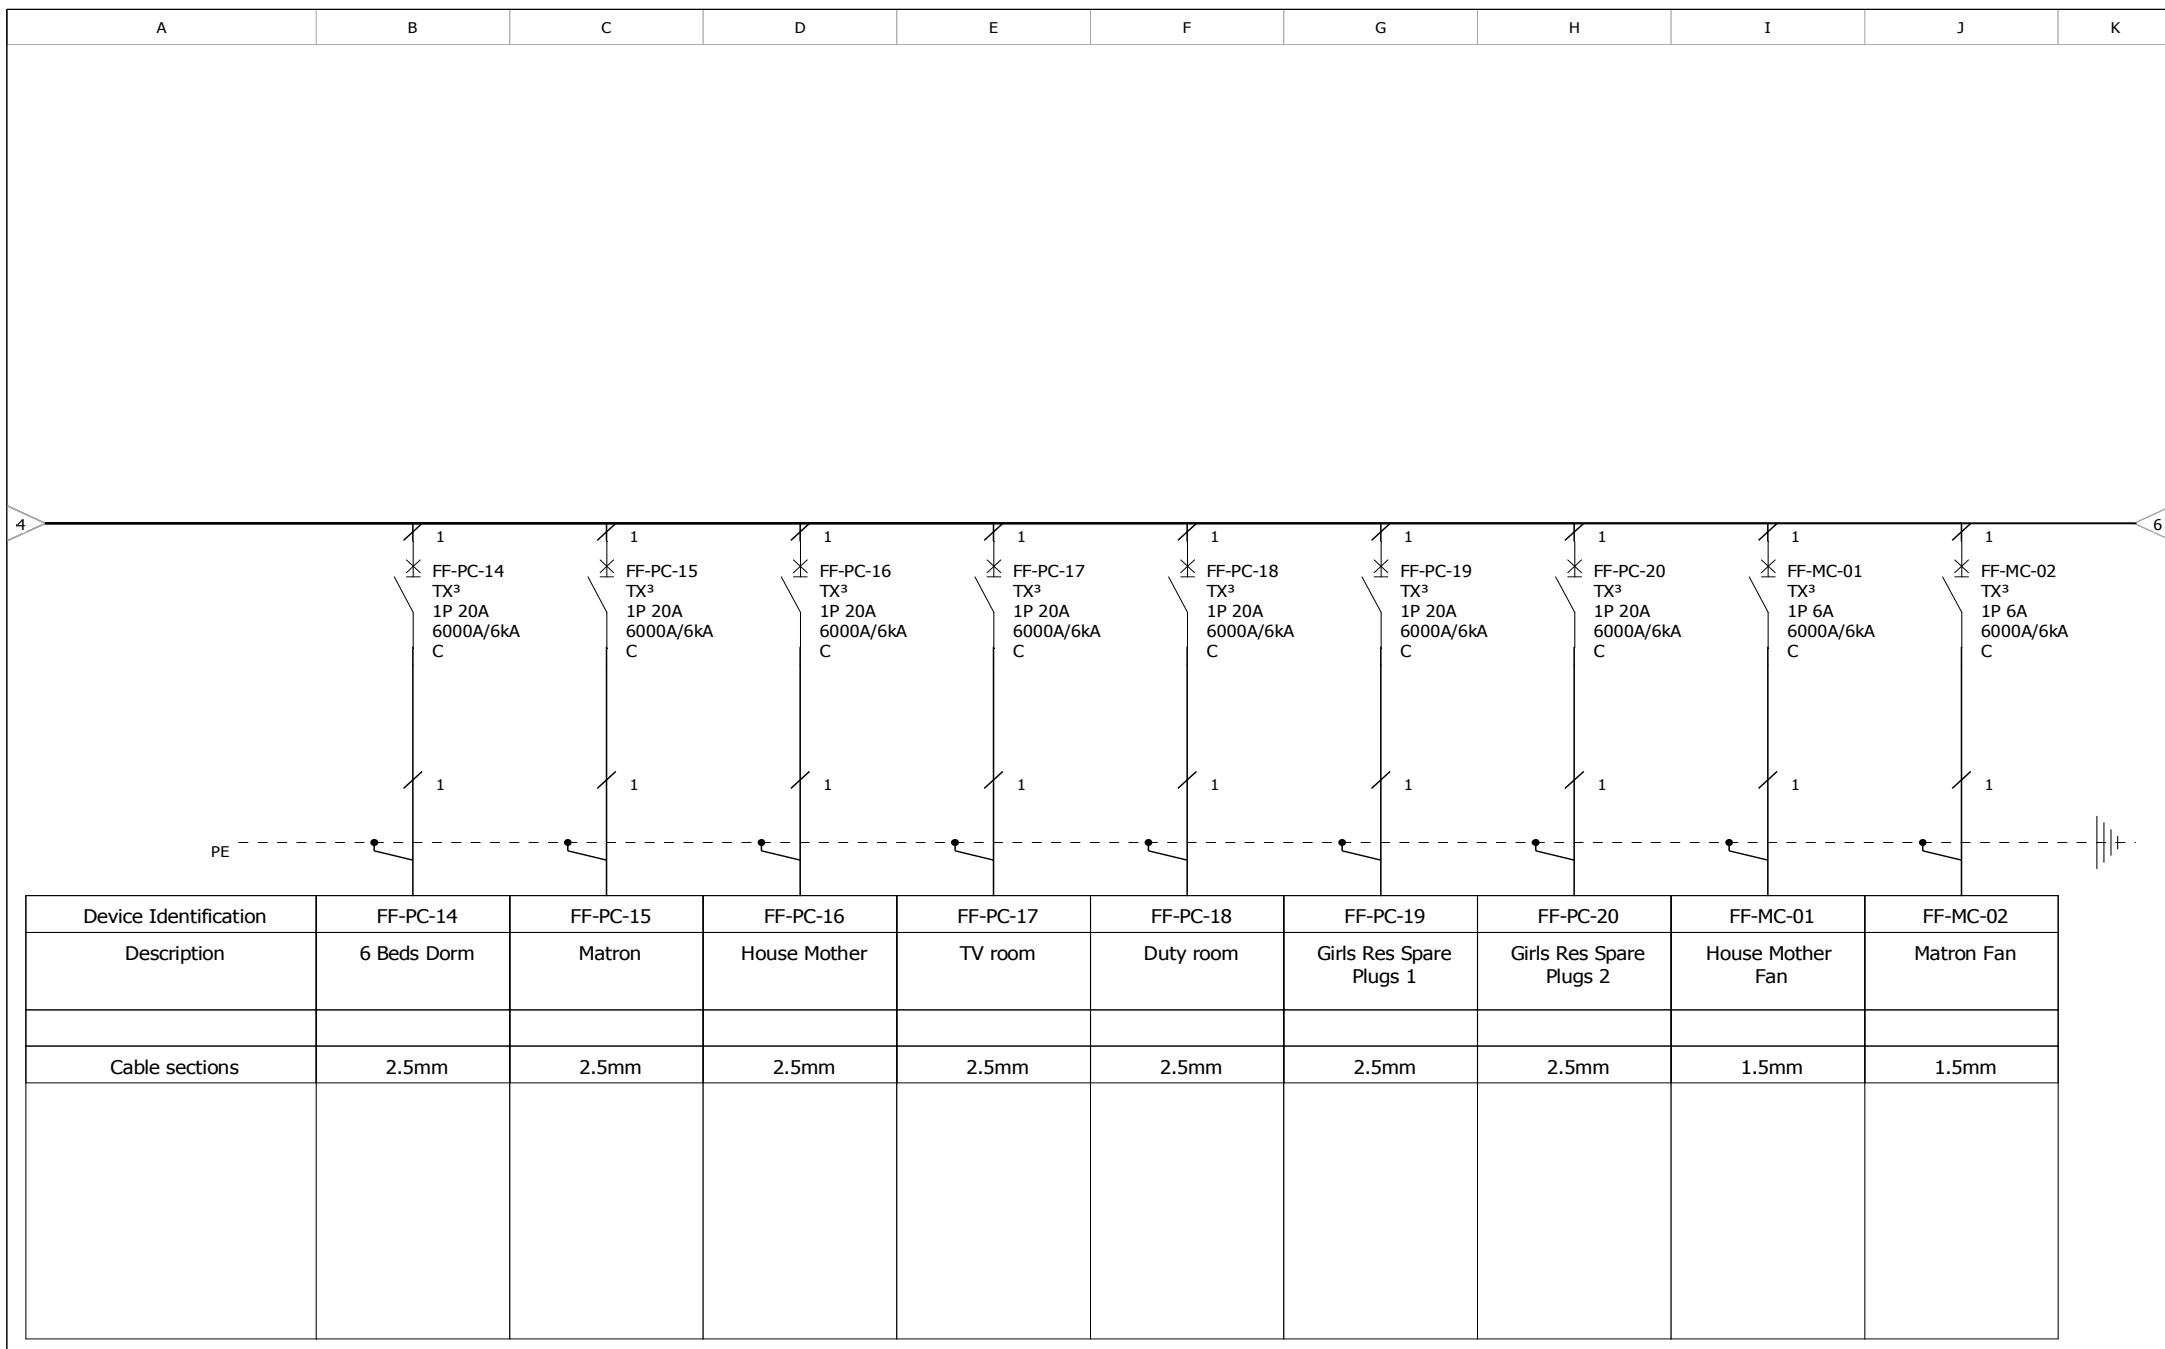 A B C D E F G H I J K
4 6
1 1 1 1 1 1 1 1 1
FF-PC-14 FF-PC-15 FF-PC-16 FF-PC-17 FF-PC-18 FF-PC-19 FF-PC-20 FF-MC-01 FF-MC-02
TX³ TX³ TX³ TX³ TX³ TX³ TX³ TX³ TX³
1P 20A 1P 20A 1P 20A 1P 20A 1P 20A 1P 20A 1P 20A 1P 6A 1P 6A
6000A/6kA 6000A/6kA 6000A/6kA 6000A/6kA 6000A/6kA 6000A/6kA 6000A/6kA 6000A/6kA 6000A/6kA
C C C C C C C C C
1 1 1 1 1 1 1 1 1
PE
Device Identification FF-PC-14 FF-PC-15 FF-PC-16 FF-PC-17 FF-PC-18 FF-PC-19 FF-PC-20 FF-MC-01 FF-MC-02
Description 6 Beds Dorm Matron House Mother TV room Duty room Girls Res Spare Girls Res Spare House Mother Matron Fan
Plugs 1 Plugs 2 Fan
Cable sections 2.5mm 2.5mm 2.5mm 2.5mm 2.5mm 2.5mm 2.5mm 1.5mm 1.5mm